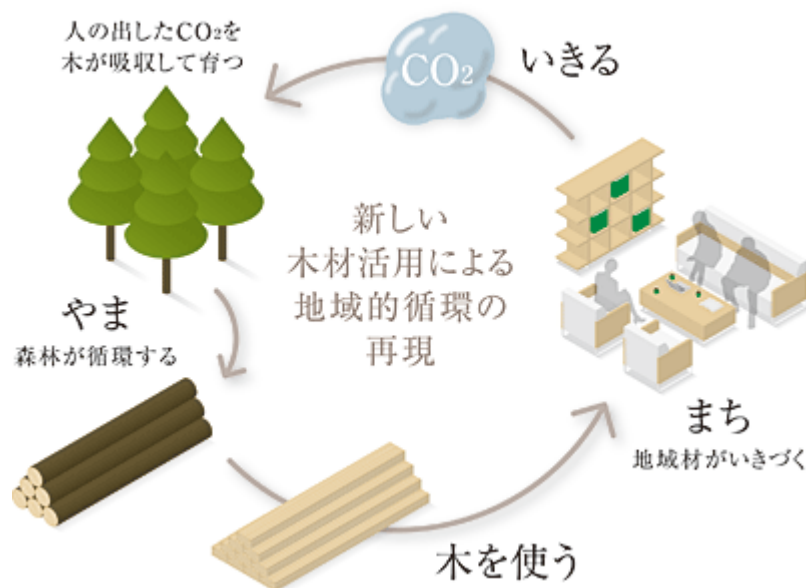 人の出したCO₂を
木が吸収して育つ
CO₂
いきる
新しい
木材活用による
地域的循環の
再現
やま
森林が循環する
まち
地域材がいきづく
木を使う